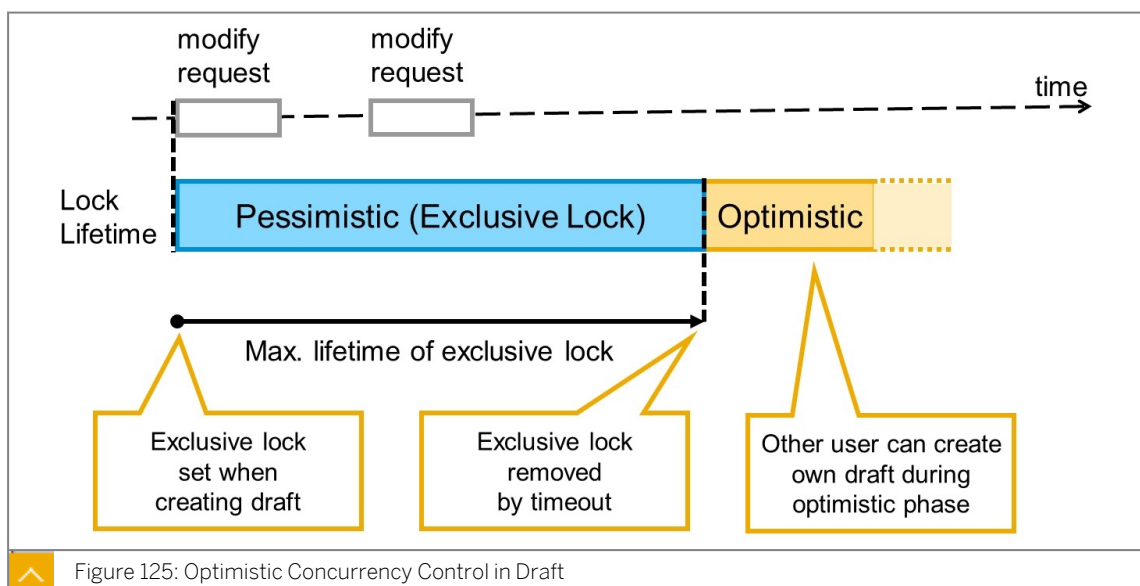 modify
request
modify
request
time
Lock
Lifetime
Pessimistic (Exclusive Lock)
Optimistic
Max. lifetime of exclusive lock
Exclusive lock
set when
creating draft
Exclusive lock
removed
by timeout
Other user can create
own draft during
optimistic phase
Figure 125: Optimistic Concurrency Control in Draft